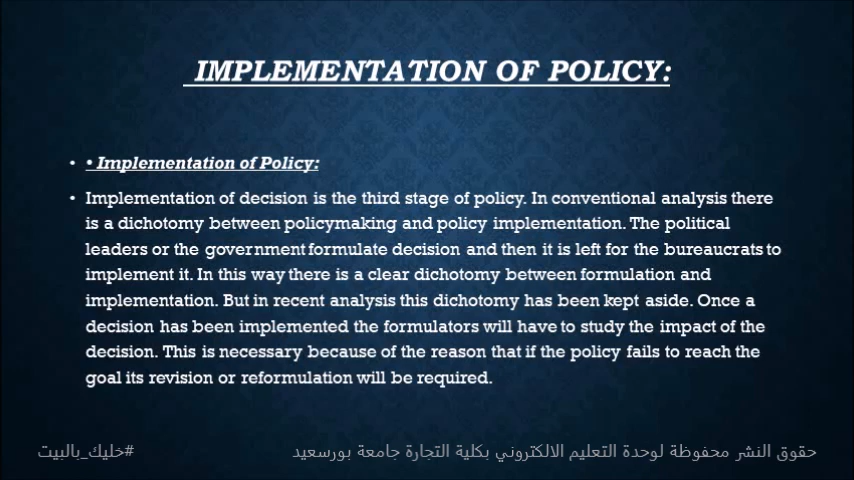 IMPLEMENTATION OF POLICY:
• • Implementation of Policy:
• Implementation of decision is the third stage of policy. In conventional analysis there
is a dichotomy between policymaking and policy implementation. The political
leaders or the government formulate decision and then it is left for the bureaucrats to
implement it. In this way there is a clear dichotomy between formulation and
implementation. But in recent analysis this dichotomy has been kept aside. Once a
decision has been implemented the formulators will have to study the impact of the
decision. This is necessary because of the reason that if the policy fails to reach the
goal its revision or reformulation will be required.
حقوق النشر محفوظة لوحدة التعليم الالكتروني بكلية التجارة جامعة بورسعيد
#خليك_بالبيت